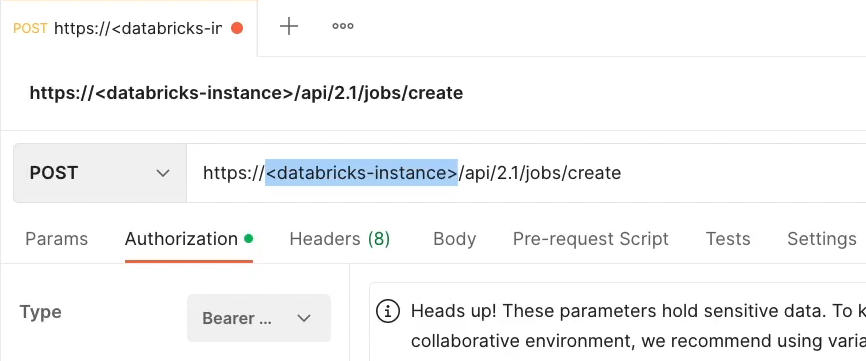 POST https://<databricks-in
https://<databricks-instance>/api/2.1/jobs/create
POST https://<databricks-instance>/api/2.1/jobs/create
Params Authorization Headers (8) Body Pre-request Script Tests Settings
Type Bearer ...
Heads up! These parameters hold sensitive data. To
collaborative environment, we recommend using